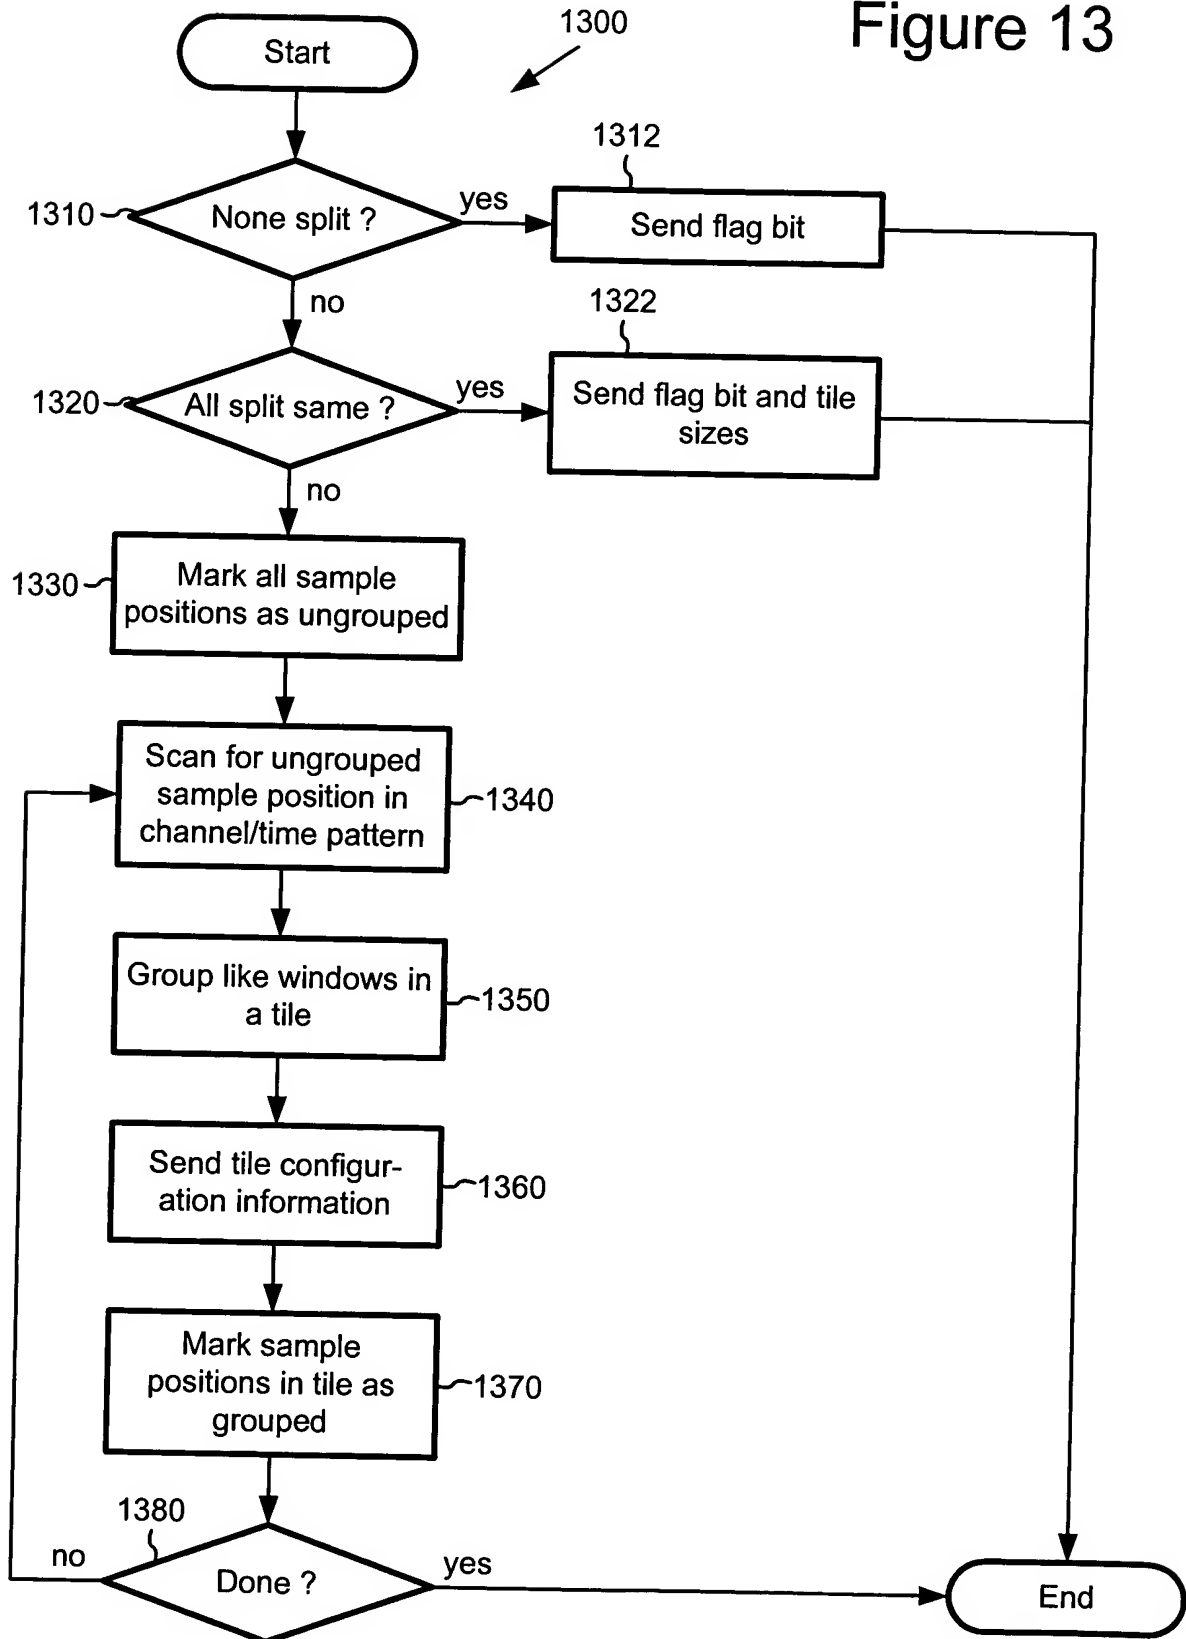 Figure 13
1300
Start
1310
None split ?
yes
1312
Send flag bit
no
1320
All split same ?
yes
1322
Send flag bit and tile
sizes
no
1330
Mark all sample
positions as ungrouped
Scan for ungrouped
sample position in
channel/time pattern
1340
Group like windows in
a tile
1350
Send tile configur-
ation information
1360
Mark sample
positions in tile as
grouped
1370
1380
no
Done ?
yes
End